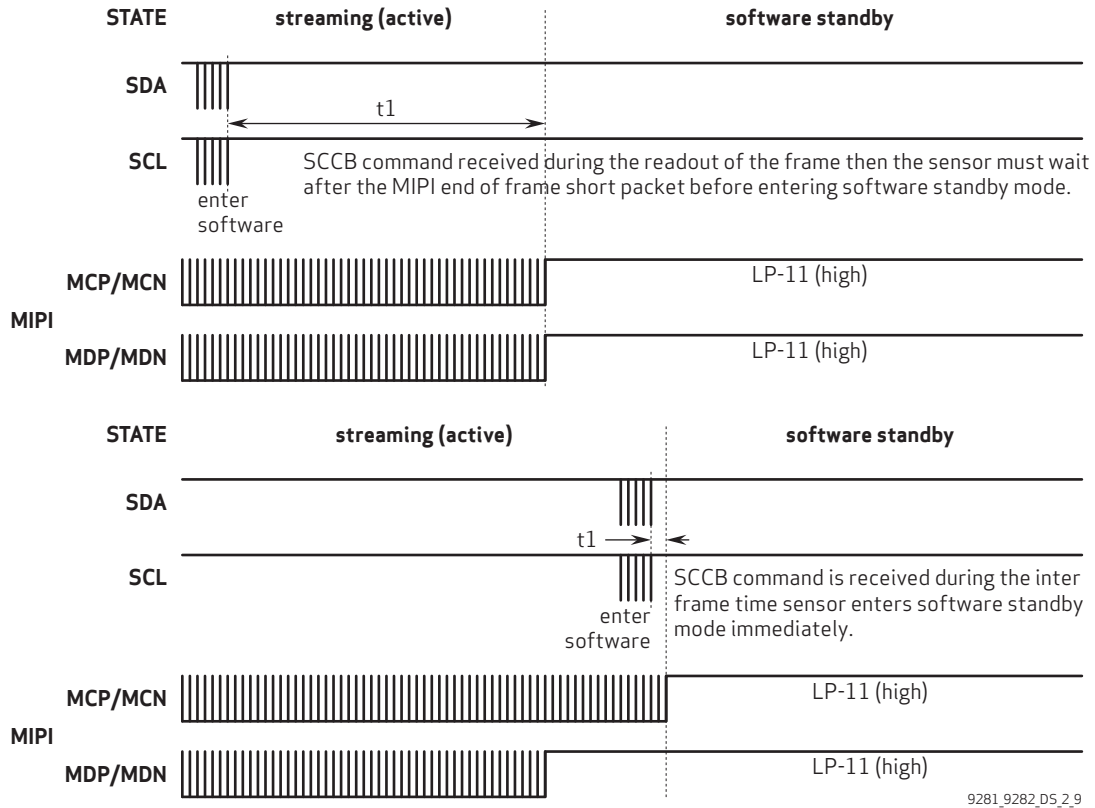 STATE streaming (active) software standby
SDA
t1
SCL
SCCB command received during the readout of the frame then the sensor must wait
after the MIPI end of frame short packet before entering software standby mode.
enter
software
MCP/MCN LP-11 (high)
MIPI
MDP/MDN LP-11 (high)
STATE streaming (active) software standby
SDA
t1
SCL
SCCB command is received during the inter
frame time sensor enters software standby
mode immediately.
enter
software
MCP/MCN LP-11 (high)
MIPI
MDP/MDN LP-11 (high)
9281_9282_DS_2_9